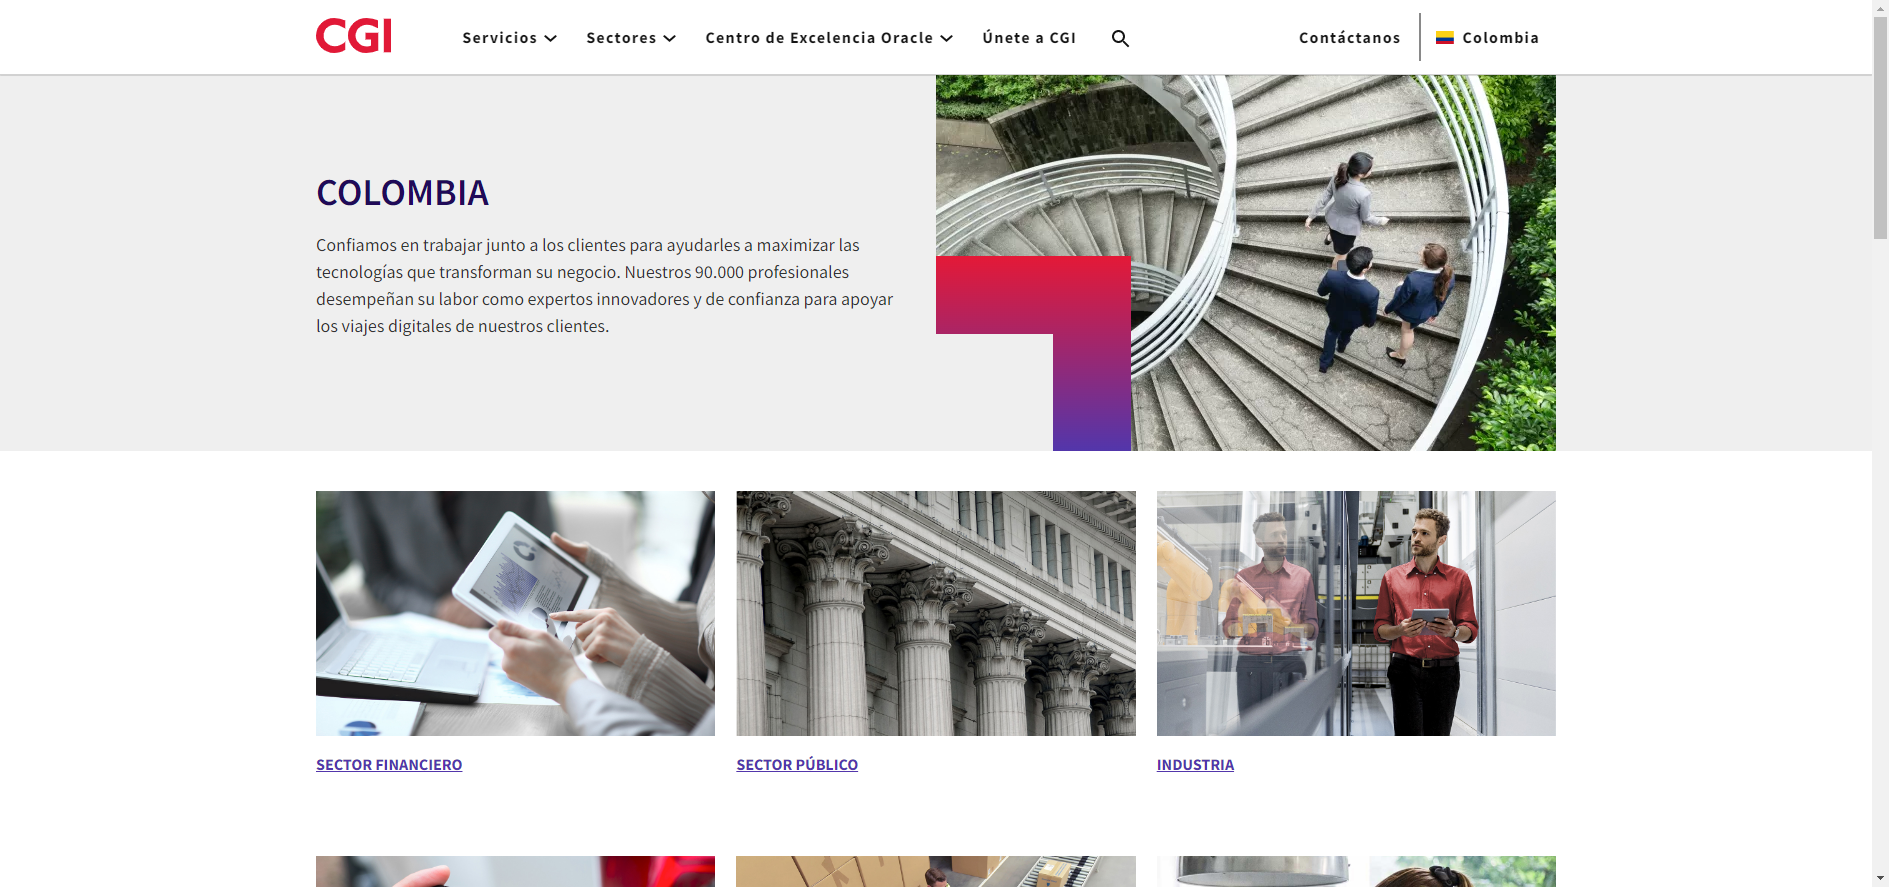 CGI
Servicios
Sectores
Centro de Excelencia Oracle
Únete a CGI
Contáctanos
Colombia
COLOMBIA
Confiamos en trabajar junto a los clientes para ayudarles a maximizar las
tecnologías que transforman su negocio. Nuestros 90.000 profesionales
desempeñan su labor como expertos innovadores y de confianza para apoyar
los viajes digitales de nuestros clientes.
SECTOR FINANCIERO
SECTOR PÚBLICO
INDUSTRIA